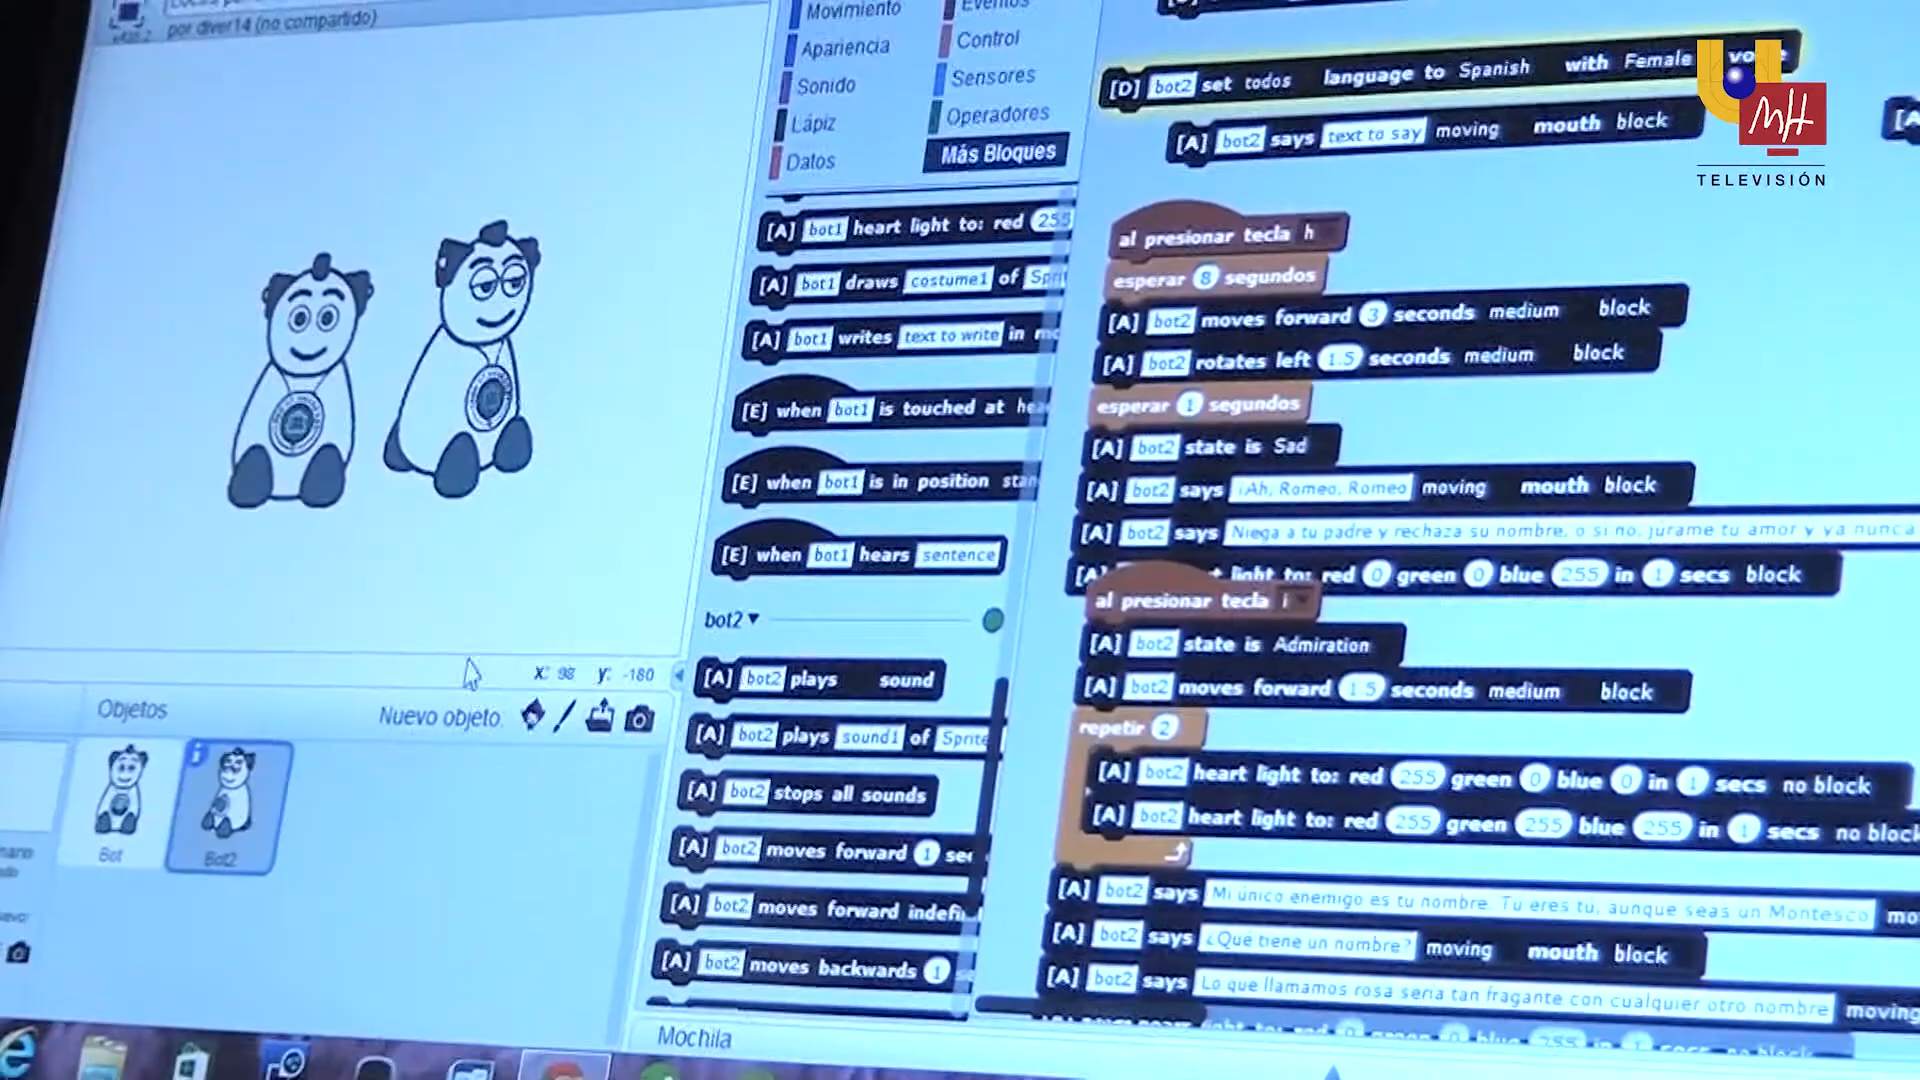 por diver14 (no compartido)
Movimiento
Eventos
Apariencia
Control
Sonido
Sensores
Lápiz
Operadores
Datos
Más Bloques
[A] bot1 heart light to: red 255
[A] bot1 draws costume1 of
[A] bot1 writes text to write in
[E] when bot1 is touched at
[E] when bot1 is in position
[E] when bot1 hears sentence
bot2
[A] bot2 plays sound
[A] bot2 plays sound1 of Sprite
[A] bot2 stops all sounds
[A] bot2 moves forward 1
[A] bot2 moves forward
[A] bot2 moves backwards 1
Mochila
X: 98 y: -180
Objetos
Nuevo objeto:
Bot
Bot2
[D] bot2 set todos language to Spanish with Female
[A] bot2 says text to say moving mouth block
al presionar tecla h
esperar 8 segundos
[A] bot2 moves forward 3 seconds medium block
[A] bot2 rotates left 1.5 seconds medium block
esperar 1 segundos
[A] bot2 state is Sad
[A] bot2 says ¡Ah, Romeo, Romeo moving mouth block
[A] bot2 says Niega a tu padre y rechaza su nombre, o si no, júrame tu amor y ya nunca
light to: red 0 green 0 blue 255 in 1 secs block
al presionar tecla i
[A] bot2 state is Admiration
[A] bot2 moves forward 1.5 seconds medium block
repetir 2
[A] bot2 heart light to: red 255 green 0 blue 0 in 1 secs no block
[A] bot2 heart light to: red 255 green 255 blue 255 in 1 secs no block
[A] bot2 says Mi único enemigo es tu nombre. Tu eres tu, aunque seas un Montesco
[A] bot2 says ¿Que tiene un nombre? moving mouth block
[A] bot2 says Lo que llamamos rosa seria tan fragante con cualquier otro nombre moving
UMH
TELEVISIÓN